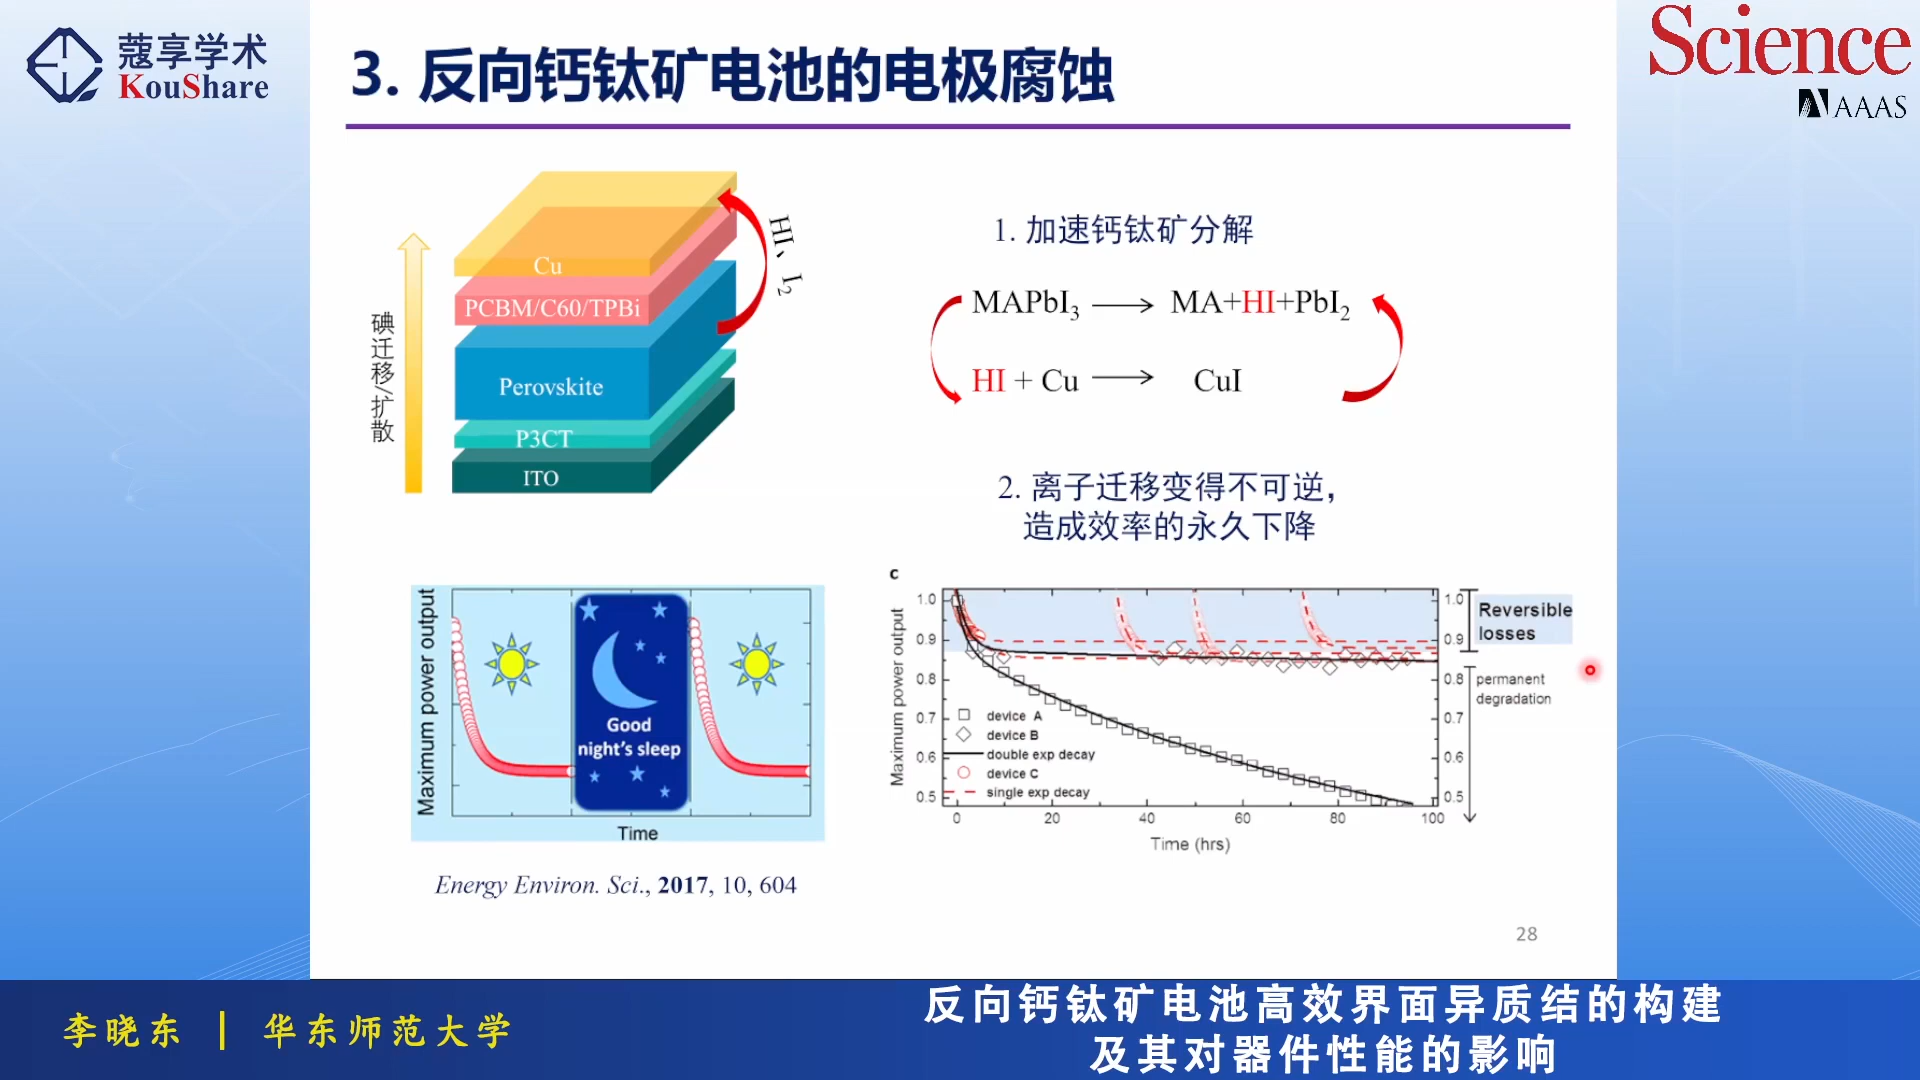 蔻享学术
KouShare
Science
AAAS
3. 反向钙钛矿电池的电极腐蚀
碘迁移/扩散
Cu
PCBM/C60/TPBi
Perovskite
P3CT
ITO
HI、I2
1. 加速钙钛矿分解
MAPbI3 → MA+HI+PbI2
HI + Cu → CuI
2. 离子迁移变得不可逆，
造成效率的永久下降
Maximum power output
Good
night's sleep
Time
Energy Environ. Sci., 2017, 10, 604
c
Maximum power output
1.0
0.9
0.8
0.7
0.6
0.5
device A
device B
double exp decay
device C
single exp decay
0 20 40 60 80 100
Time (hrs)
1.0
0.9
0.8
0.7
0.6
0.5
Reversible
losses
permanent
degradation
28
李晓东 | 华东师范大学
反向钙钛矿电池高效界面异质结的构建
及其对器件性能的影响